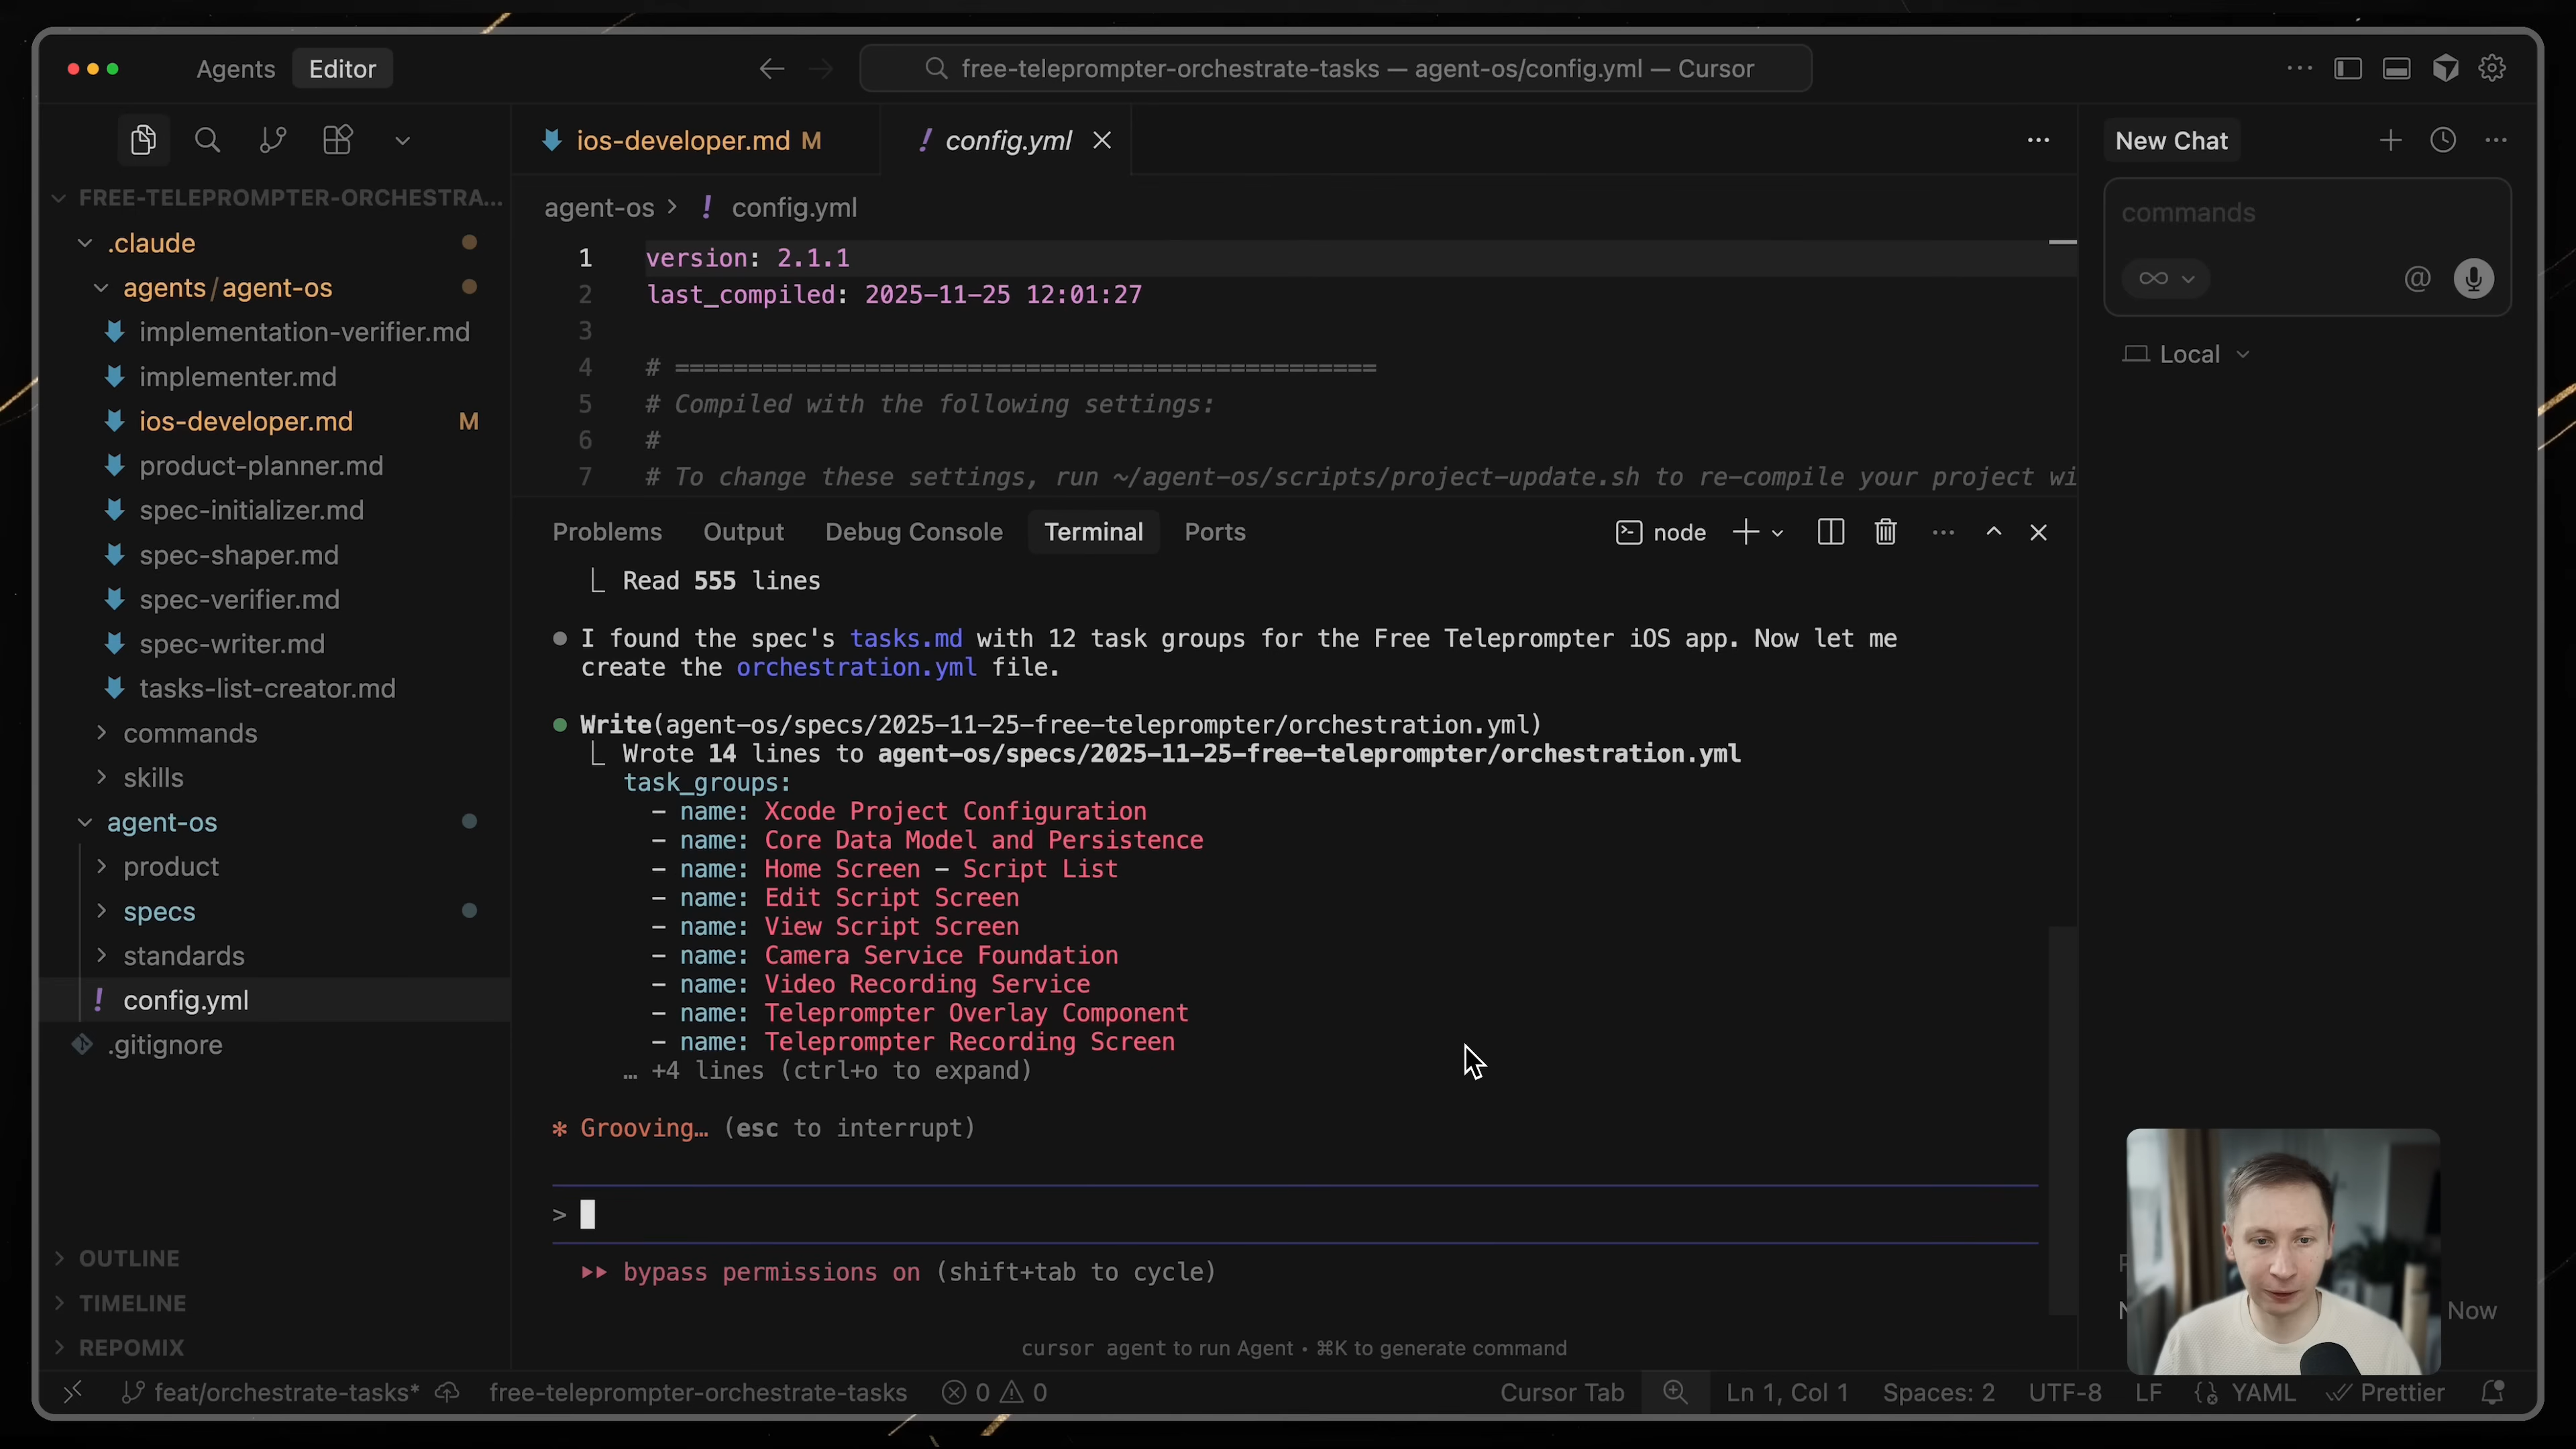 Agents Editor
free-teleprompter-orchestrate-tasks — agent-os/config.yml — Cursor
FREE-TELEPROMPTER-ORCHESTRA...
.claude
agents/agent-os
implementation-verifier.md
implementer.md
ios-developer.md M
product-planner.md
spec-initializer.md
spec-shaper.md
spec-verifier.md
spec-writer.md
tasks-list-creator.md
commands
skills
agent-os
product
specs
standards
! config.yml
.gitignore
OUTLINE
TIMELINE
REPOMIX
ios-developer.md M
! config.yml
agent-os > ! config.yml
1 version: 2.1.1
2 last_compiled: 2025-11-25 12:01:27
3
4 # ================================================
5 # Compiled with the following settings:
6 #
7 # To change these settings, run ~/agent-os/scripts/project-update.sh to re-compile your project wi
Problems Output Debug Console Terminal Ports
node
Read 555 lines
I found the spec's tasks.md with 12 task groups for the Free Teleprompter iOS app. Now let me
create the orchestration.yml file.
Write(agent-os/specs/2025-11-25-free-teleprompter/orchestration.yml)
Wrote 14 lines to agent-os/specs/2025-11-25-free-teleprompter/orchestration.yml
task_groups:
- name: Xcode Project Configuration
- name: Core Data Model and Persistence
- name: Home Screen - Script List
- name: Edit Script Screen
- name: View Script Screen
- name: Camera Service Foundation
- name: Video Recording Service
- name: Teleprompter Overlay Component
- name: Teleprompter Recording Screen
… +4 lines (ctrl+o to expand)
* Grooving… (esc to interrupt)
>
bypass permissions on (shift+tab to cycle)
cursor agent to run Agent • ⌘K to generate command
New Chat
commands
@
Local
Now
feat/orchestrate-tasks* free-teleprompter-orchestrate-tasks 0 0
Cursor Tab Ln 1, Col 1 Spaces: 2 UTF-8 LF YAML Prettier